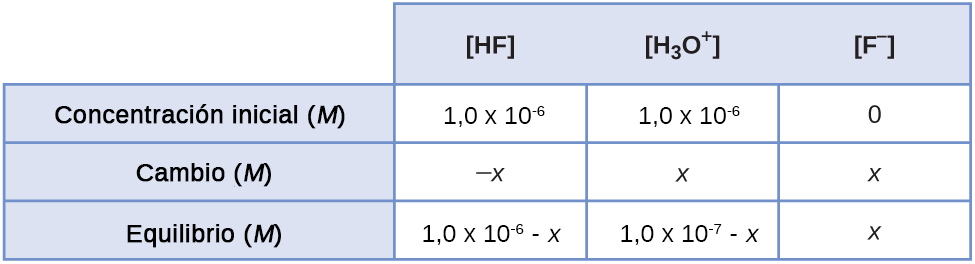 [HF] [H₃O⁺] [F⁻]
Concentración inicial (M) 1,0 x 10⁻⁶ 1,0 x 10⁻⁶ 0
Cambio (M) −x x x
Equilibrio (M) 1,0 x 10⁻⁶ - x 1,0 x 10⁻⁷ - x x